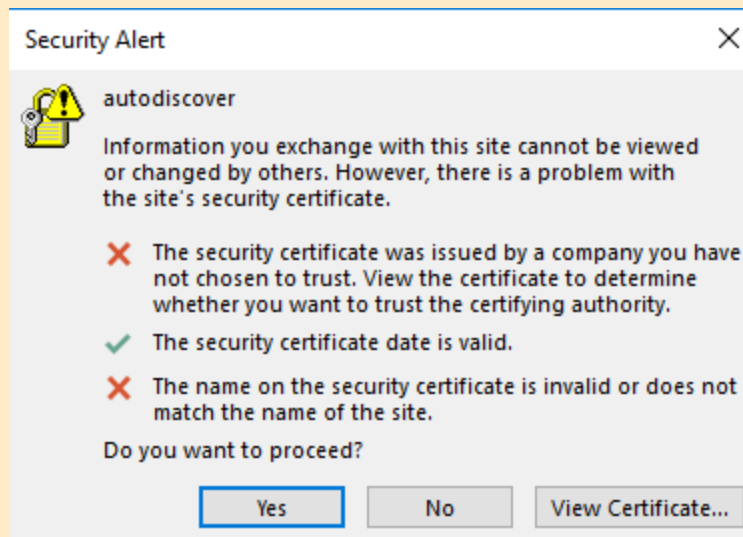 Security Alert
autodiscover
Information you exchange with this site cannot be viewed
or changed by others. However, there is a problem with
the site's security certificate.
The security certificate was issued by a company you have
not chosen to trust. View the certificate to determine
whether you want to trust the certifying authority.
The security certificate date is valid.
The name on the security certificate is invalid or does not
match the name of the site.
Do you want to proceed?
Yes No View Certificate...